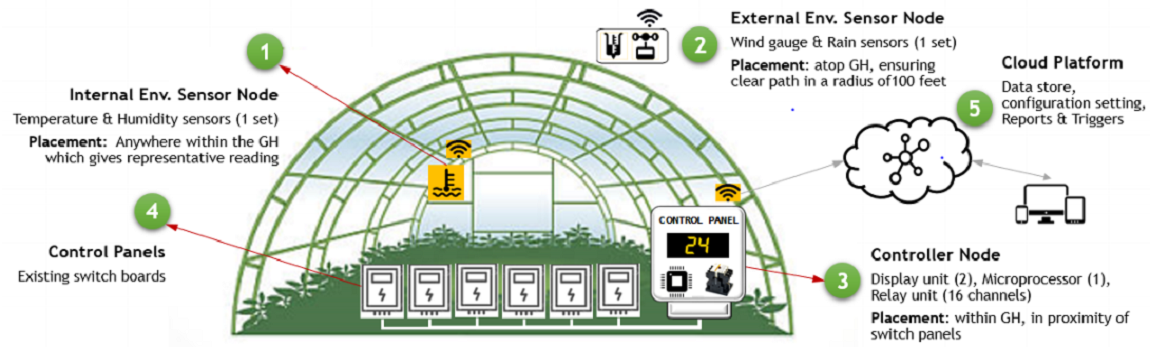 1
Internal Env. Sensor Node
Temperature & Humidity sensors (1 set)
Placement: Anywhere within the GH
which gives representative reading
4
Control Panels
Existing switch boards
2
External Env. Sensor Node
Wind gauge & Rain sensors (1 set)
Placement: atop GH, ensuring
clear path in a radius of 100 feet
5
Cloud Platform
Data store,
configuration setting,
Reports & Triggers
CONTROL PANEL
24
3
Controller Node
Display unit (2), Microprocessor (1),
Relay unit (16 channels)
Placement: within GH, in proximity of
switch panels